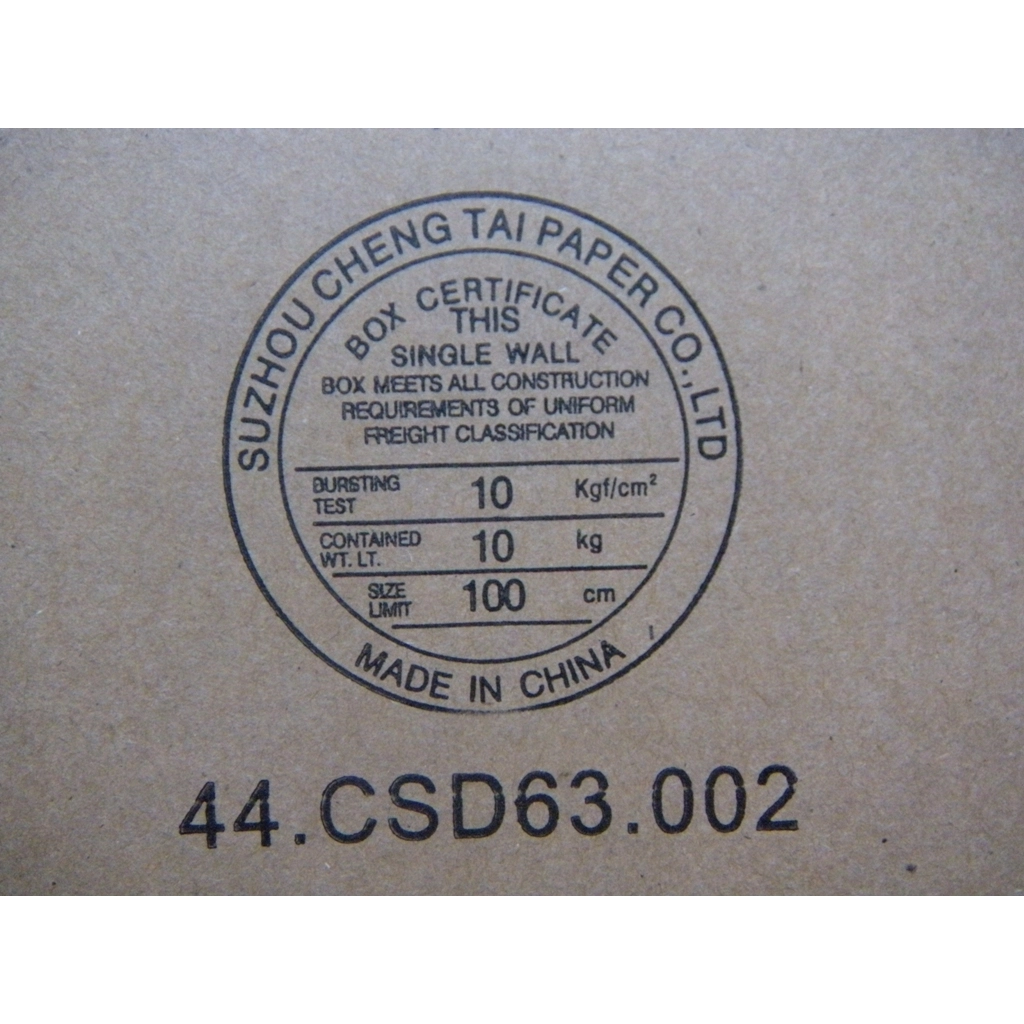 SUZHOU CHENG TAI PAPER CO.,LTD
BOX CERTIFICATE
THIS
SINGLE WALL
BOX MEETS ALL CONSTRUCTION
REQUIREMENTS OF UNIFORM
FREIGHT CLASSIFICATION
BURSTING TEST 10 Kgf/cm²
CONTAINED WT. LT. 10 kg
SIZE LIMIT 100 cm
MADE IN CHINA
44.CSD63.002